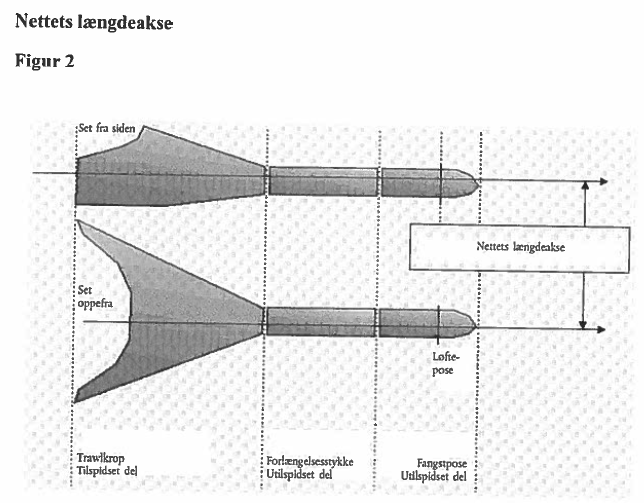 Nettets længdeakse
Figur 2
Set fra siden
Nettets længdeakse
Set
oppefra
Løfte-
pose
Trawlkrop
Tilspidset del
Forlængelsesstykke
Utilspidset del
Fangstpose
Utilspidset del